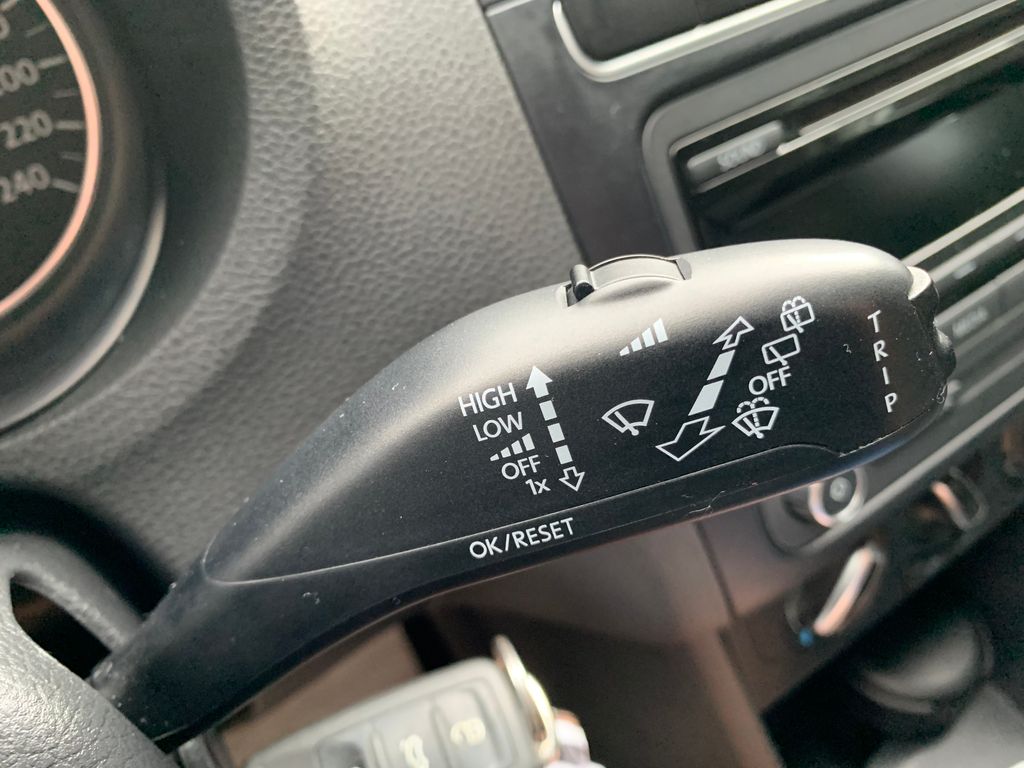 220
240
HIGH
LOW
OFF
1x
OFF
TRIP
OK/RESET